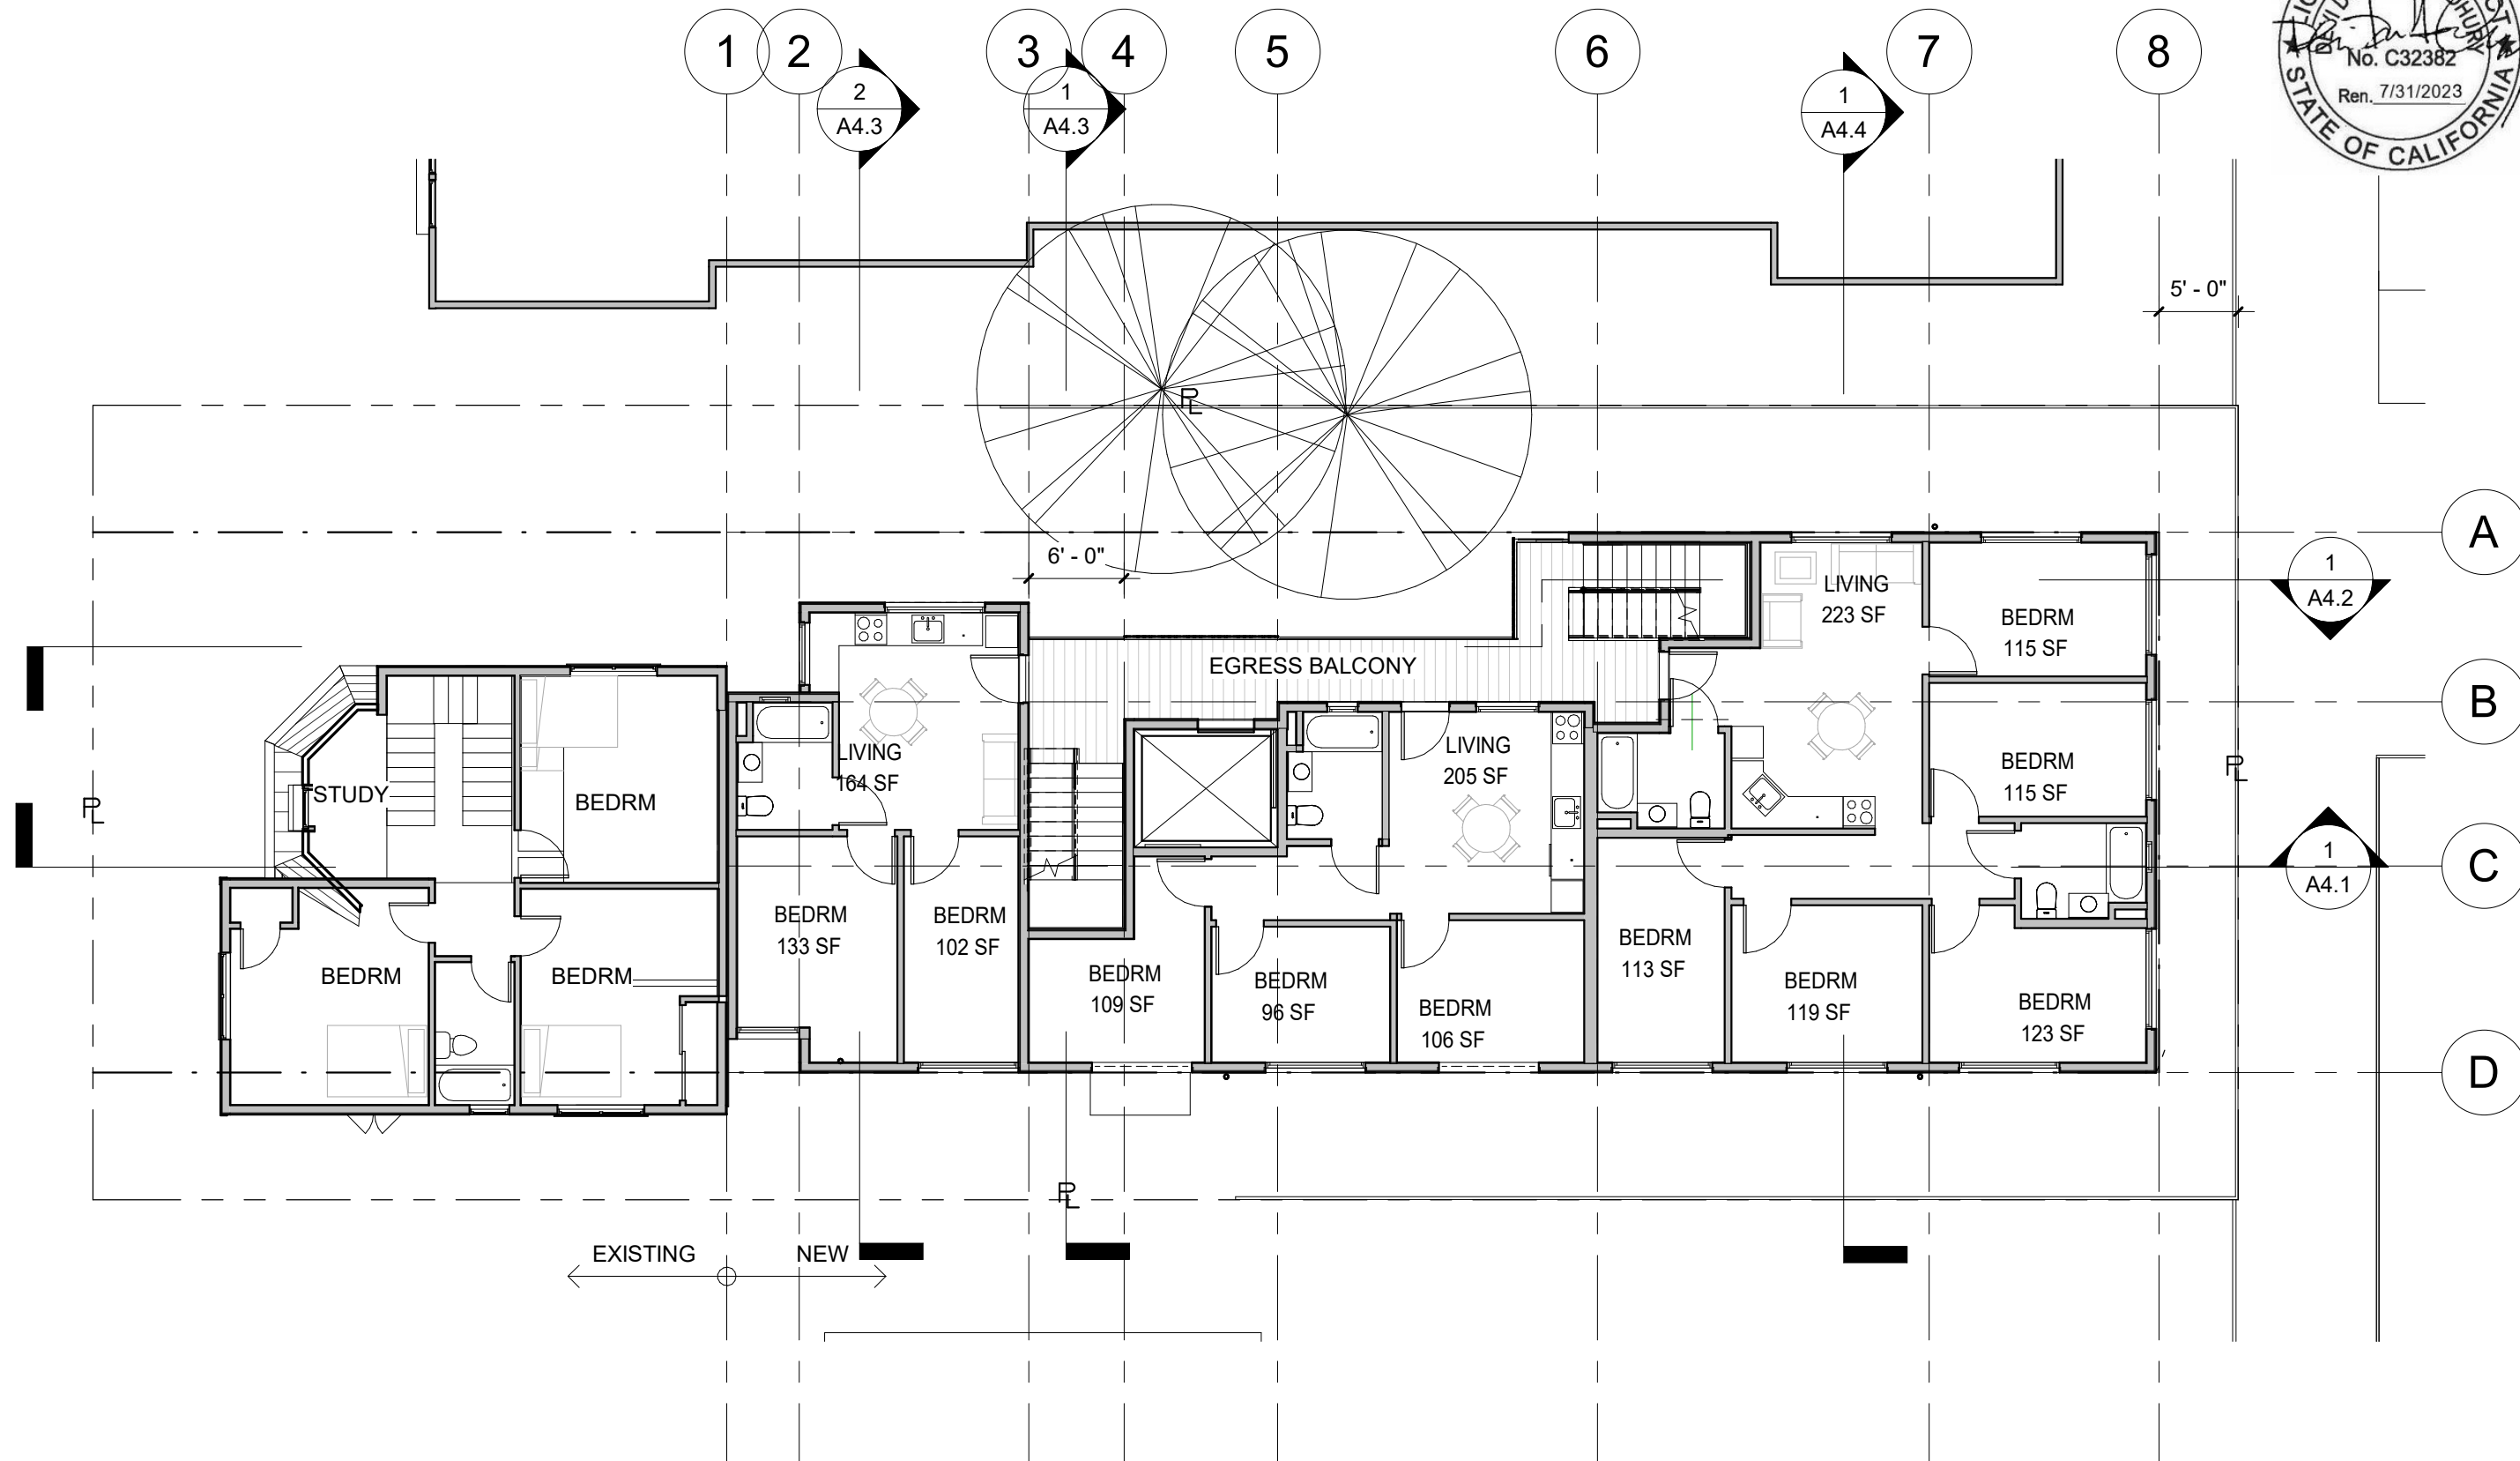 1
2
3
4
5
6
7
8
No. C32382
Ren. 7/31/2023
STATE OF CALIFORNIA
2
A4.3
1
A4.3
1
A4.4
5' - 0"
PL
A
6' - 0"
1
A4.2
LIVING
223 SF
BEDRM
115 SF
EGRESS BALCONY
B
LIVING
164 SF
LIVING
205 SF
BEDRM
115 SF
PL
PL
STUDY
BEDRM
C
1
A4.1
BEDRM
133 SF
BEDRM
102 SF
BEDRM
113 SF
BEDRM
BEDRM
BEDRM
109 SF
BEDRM
96 SF
BEDRM
106 SF
BEDRM
119 SF
BEDRM
123 SF
D
PL
EXISTING
NEW